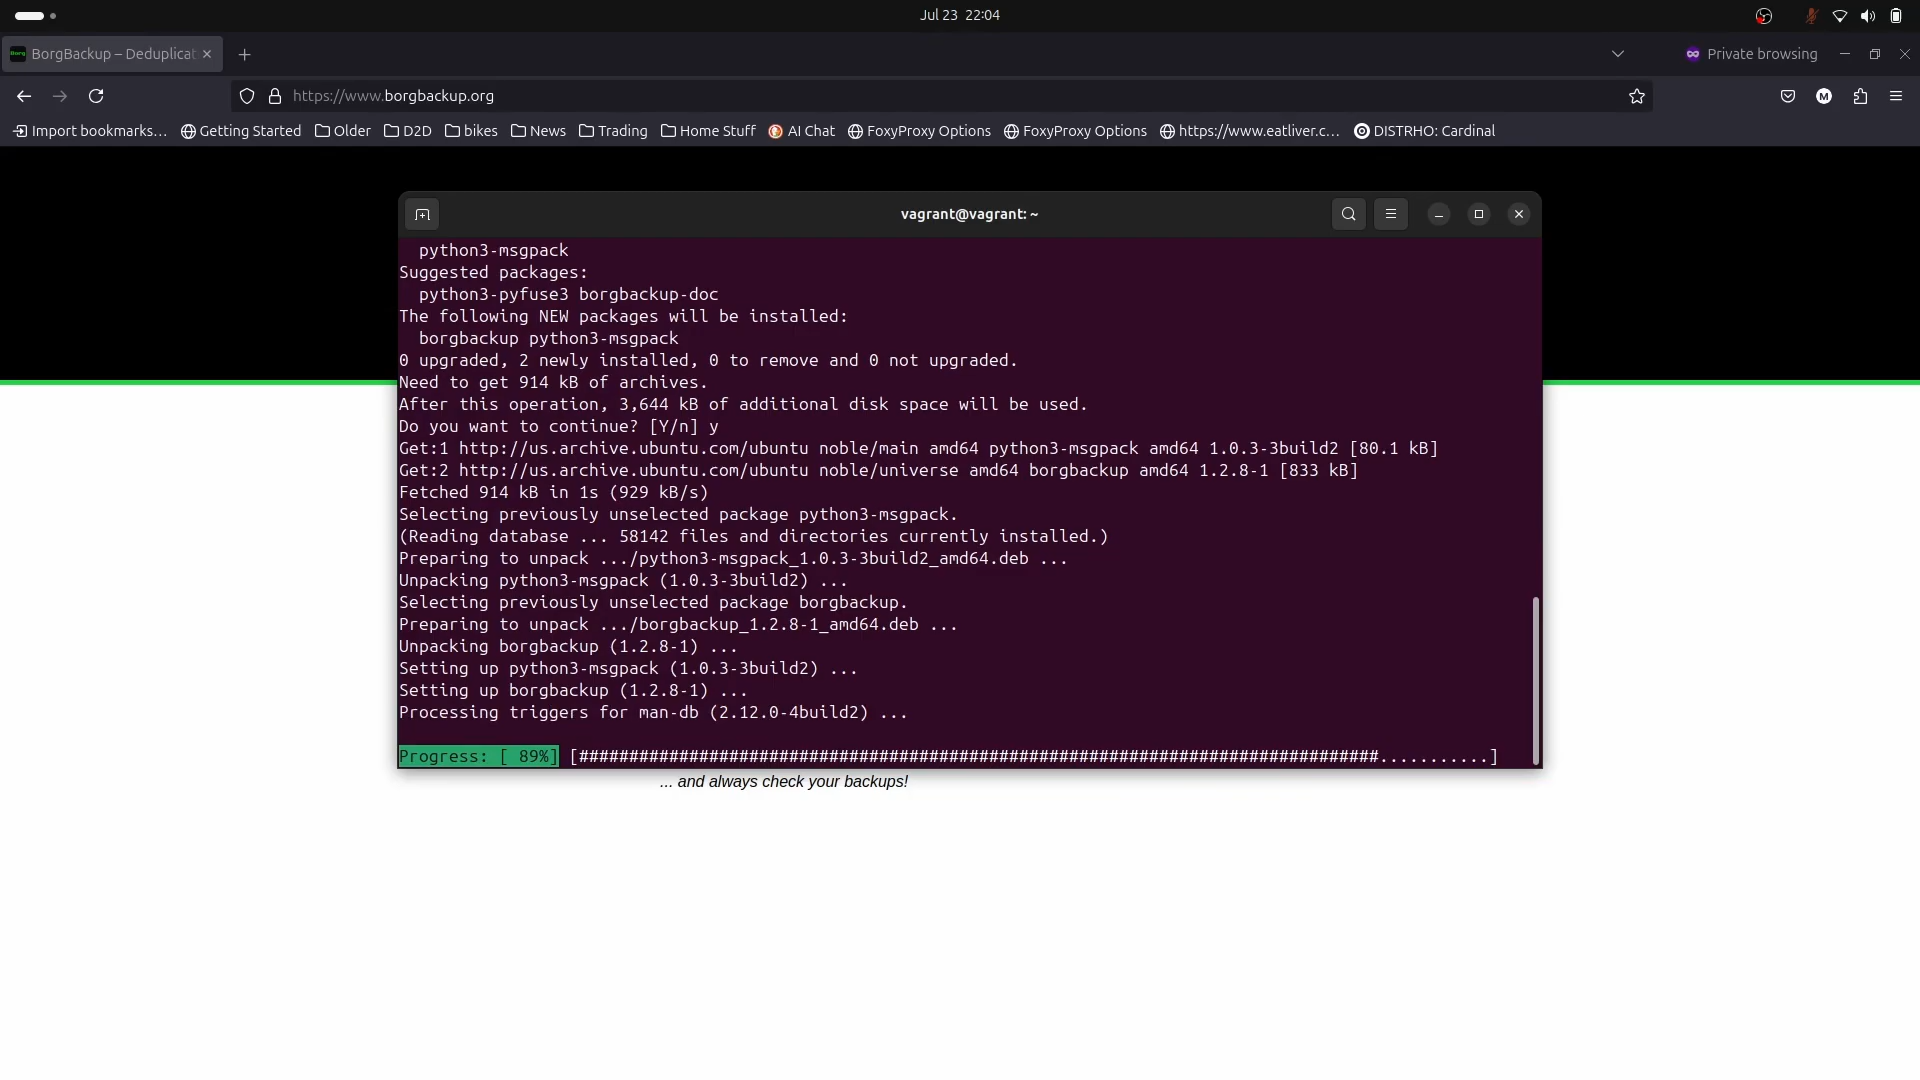 Jul 23 22:04
BorgBackup – Deduplicat
Private browsing
https://www.borgbackup.org
M
Import bookmarks… Getting Started Older D2D bikes News Trading Home Stuff AI Chat FoxyProxy Options FoxyProxy Options https://www.eatliver.c… DISTRHO: Cardinal
vagrant@vagrant: ~
python3-msgpack
Suggested packages:
python3-pyfuse3 borgbackup-doc
The following NEW packages will be installed:
borgbackup python3-msgpack
0 upgraded, 2 newly installed, 0 to remove and 0 not upgraded.
Need to get 914 kB of archives.
After this operation, 3,644 kB of additional disk space will be used.
Do you want to continue? [Y/n] y
Get:1 http://us.archive.ubuntu.com/ubuntu noble/main amd64 python3-msgpack amd64 1.0.3-3build2 [80.1 kB]
Get:2 http://us.archive.ubuntu.com/ubuntu noble/universe amd64 borgbackup amd64 1.2.8-1 [833 kB]
Fetched 914 kB in 1s (929 kB/s)
Selecting previously unselected package python3-msgpack.
(Reading database ... 58142 files and directories currently installed.)
Preparing to unpack .../python3-msgpack_1.0.3-3build2_amd64.deb ...
Unpacking python3-msgpack (1.0.3-3build2) ...
Selecting previously unselected package borgbackup.
Preparing to unpack .../borgbackup_1.2.8-1_amd64.deb ...
Unpacking borgbackup (1.2.8-1) ...
Setting up python3-msgpack (1.0.3-3build2) ...
Setting up borgbackup (1.2.8-1) ...
Processing triggers for man-db (2.12.0-4build2) ...
Progress: [ 89%] [################################################################################...........]
... and always check your backups!